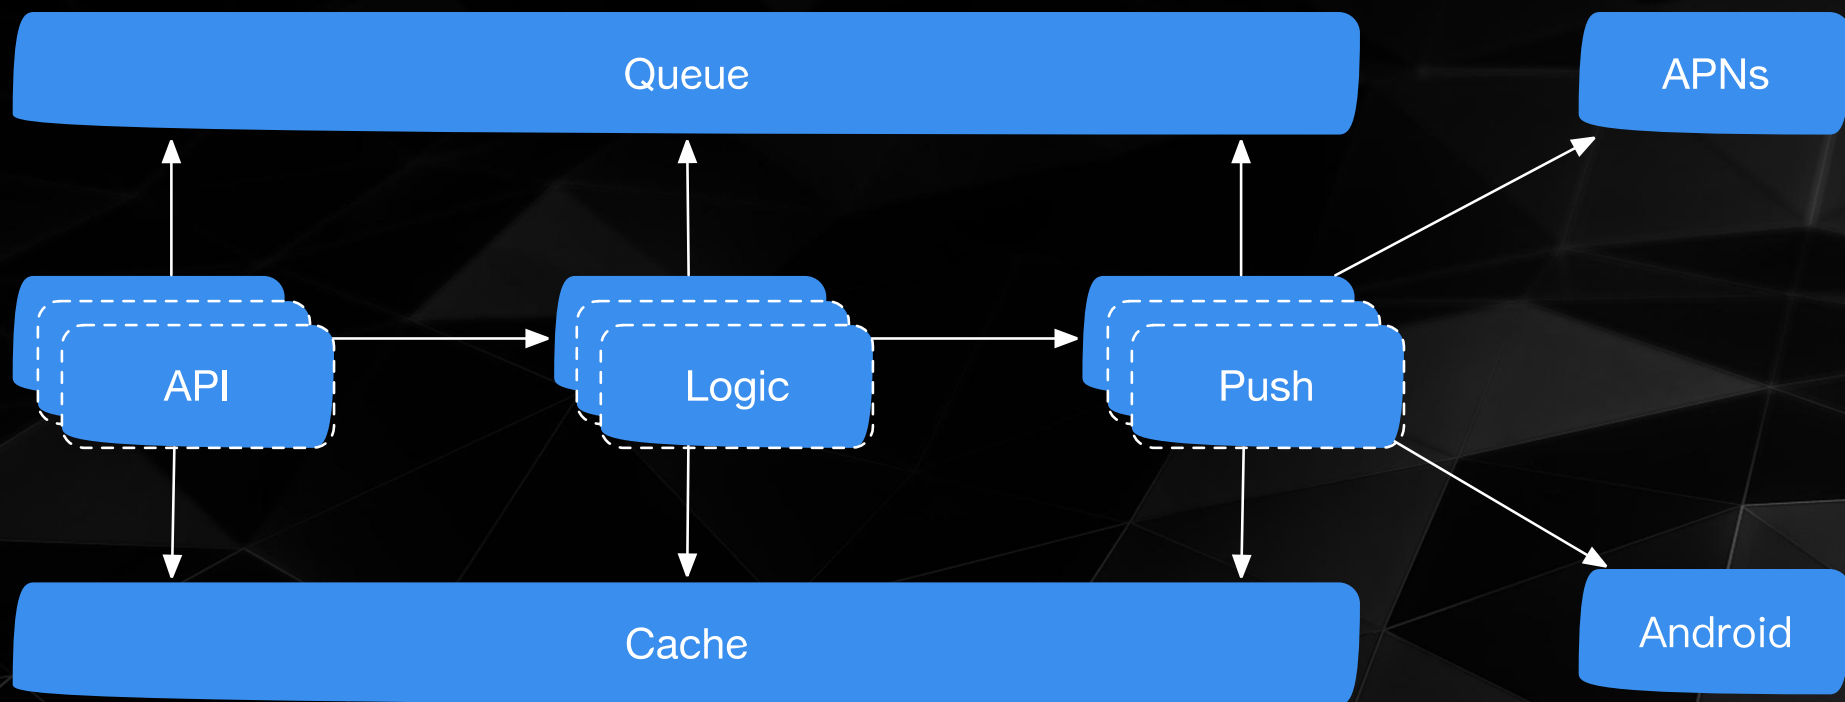 Queue
APNs
API
Logic
Push
Cache
Android